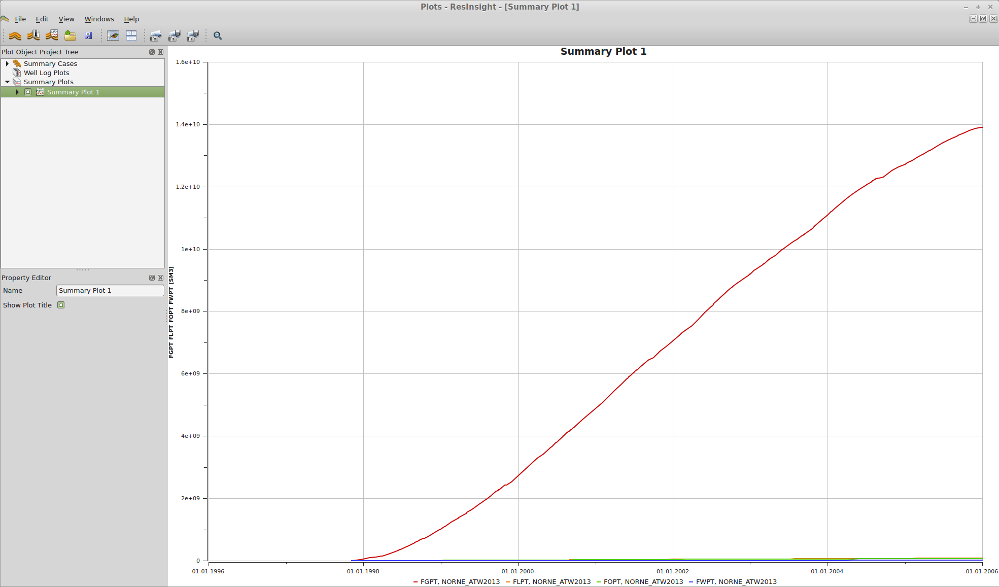 Plots - ResInsight - [Summary Plot 1]
File Edit View Windows Help
Plot Object Project Tree
Summary Cases
Well Log Plots
Summary Plots
Summary Plot 1
Property Editor
Name Summary Plot 1
Show Plot Title
Summary Plot 1
FGPT FLPT FOPT FWPT [SM3]
1.6e+10
1.4e+10
1.2e+10
1e+10
8e+09
6e+09
4e+09
2e+09
0
01-01-1996 01-01-1998 01-01-2000 01-01-2002 01-01-2004 01-01-2006
FGPT, NORNE_ATW2013 FLPT, NORNE_ATW2013 FOPT, NORNE_ATW2013 FWPT, NORNE_ATW2013